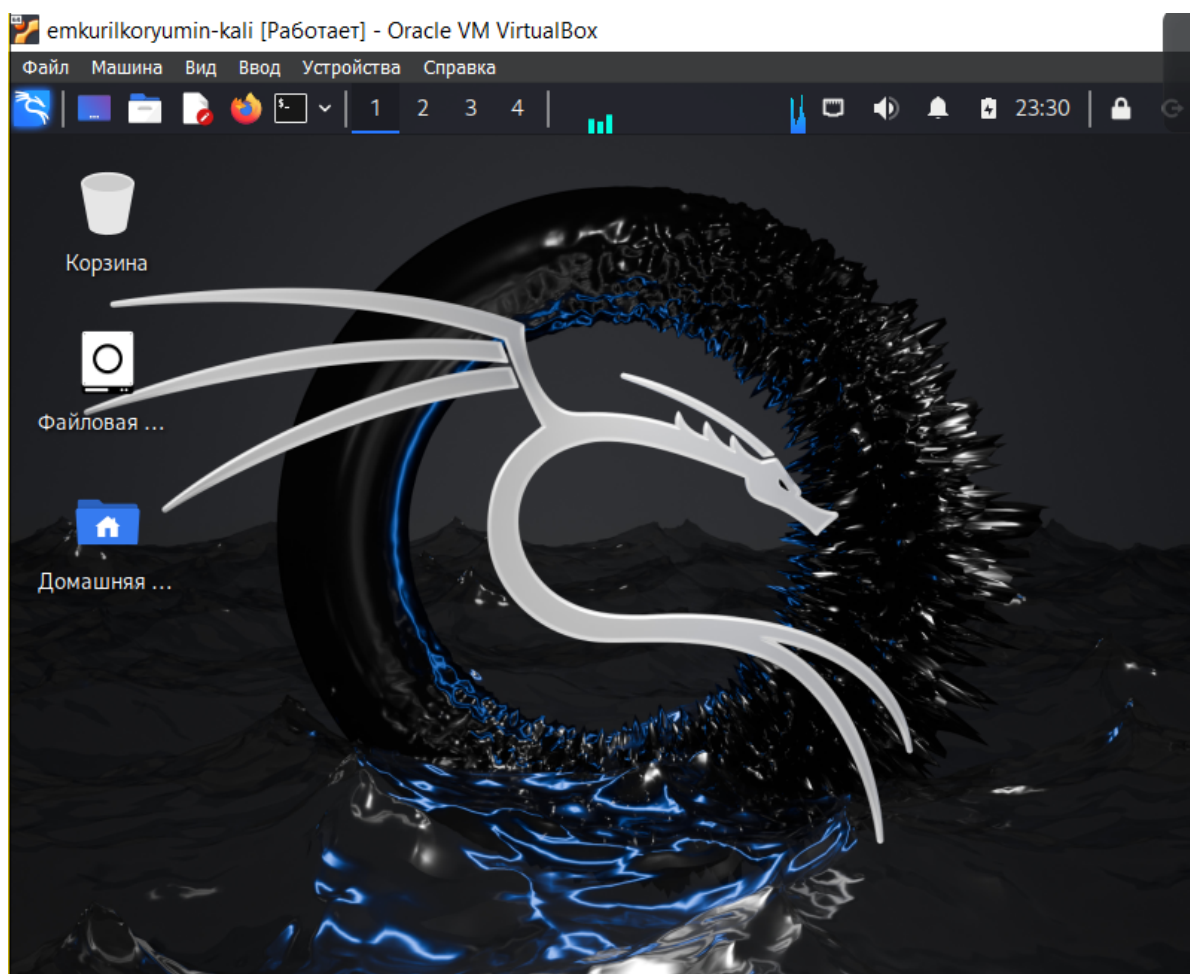 emkurilkoryumin-kali [Работает] - Oracle VM VirtualBox
Файл Машина Вид Ввод Устройства Справка
1 2 3 4 23:30
Корзина
Файловая ...
Домашняя ...